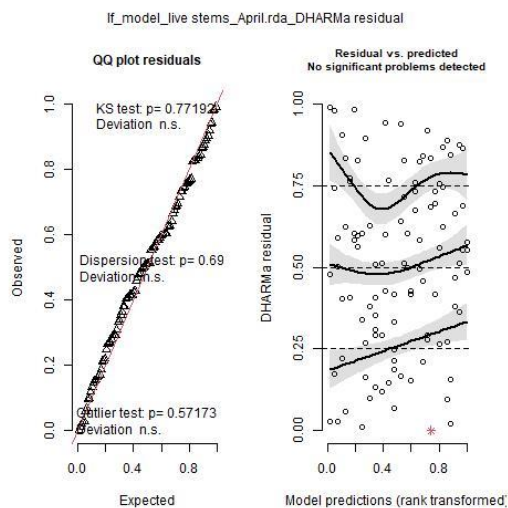 lf_model_live stems_April.rda_DHARMa residual
QQ plot residuals
KS test: p= 0.77192
Deviation n.s.
Dispersion test: p= 0.69
Deviation n.s.
Outlier test: p= 0.57173
Deviation n.s.
Observed
0.0
0.2
0.4
0.6
0.8
1.0
0.0
0.4
0.8
Expected
Residual vs. predicted
No significant problems detected
DHARMa residual
0.00
0.25
0.50
0.75
1.00
0.0
0.4
0.8
Model predictions (rank transformed)